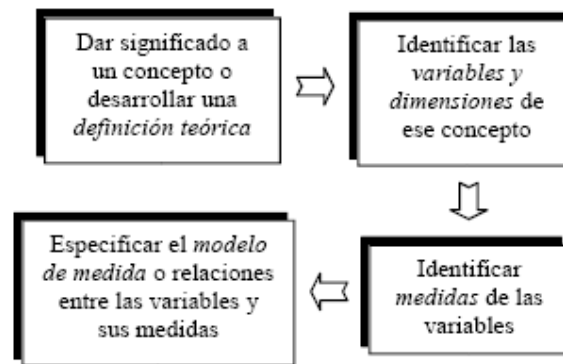 Dar significado a
un concepto o
desarrollar una
definición teórica
Identificar las
variables y
dimensiones de
ese concepto
Identificar
medidas de las
variables
Especificar el modelo
de medida o relaciones
entre las variables y
sus medidas